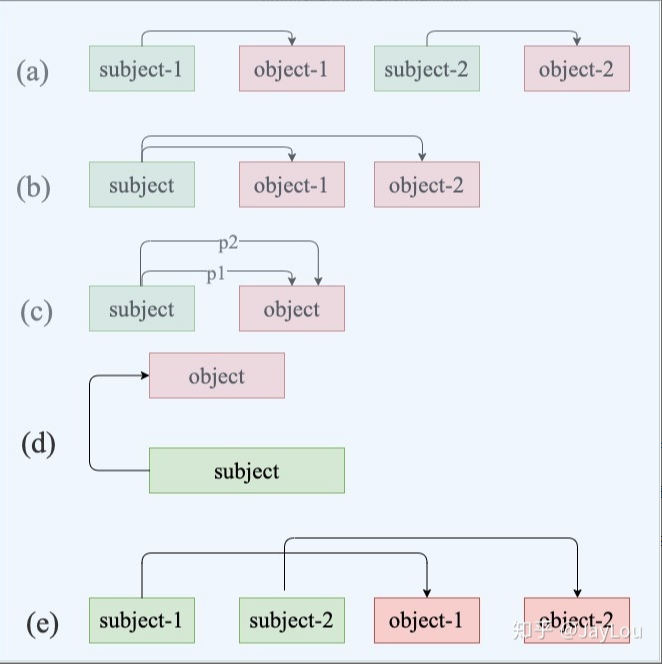 (a) subject-1 object-1 subject-2 object-2
(b) subject object-1 object-2
p2
p1
(c) subject object
object
(d)
subject
(e) subject-1 subject-2 object-1 object-2
知乎 @JayLou